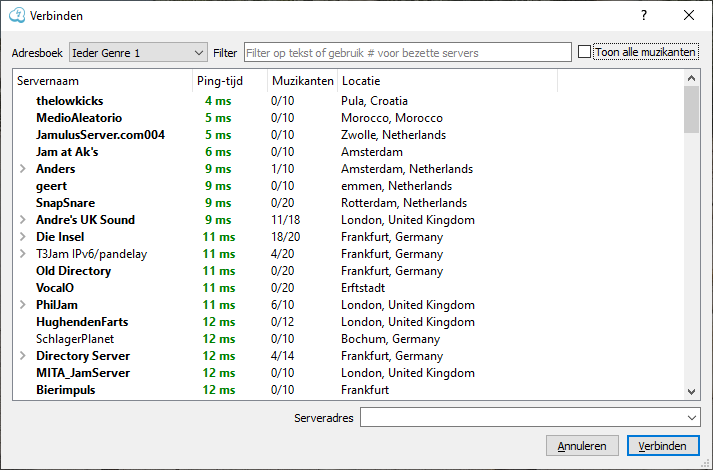 Verbinden
Adresboek Ieder Genre 1 Filter Filter op tekst of gebruik # voor bezette servers Toon alle muzikanten
Servernaam Ping-tijd Muzikanten Locatie
thelowkicks 4 ms 0/10 Pula, Croatia
MedioAleatorio 5 ms 0/10 Morocco, Morocco
JamulusServer.com004 5 ms 0/10 Zwolle, Netherlands
Jam at Ak's 6 ms 0/10 Amsterdam
Anders 9 ms 1/10 Amsterdam, Netherlands
geert 9 ms 0/10 emmen, Netherlands
SnapSnare 9 ms 0/20 Rotterdam, Netherlands
Andre's UK Sound 9 ms 11/18 London, United Kingdom
Die Insel 11 ms 18/20 Frankfurt, Germany
T3Jam IPv6/pandelay 11 ms 4/20 Frankfurt, Germany
Old Directory 11 ms 0/20 Frankfurt, Germany
VocalO 11 ms 0/20 Erftstadt
PhilJam 11 ms 6/10 London, United Kingdom
HughendenFarts 12 ms 0/12 London, United Kingdom
SchlagerPlanet 12 ms 0/10 Bochum, Germany
Directory Server 12 ms 4/14 Frankfurt, Germany
MITA_JamServer 12 ms 0/10 London, United Kingdom
Bierimpuls 12 ms 0/10 Frankfurt
Serveradres
Annuleren Verbinden